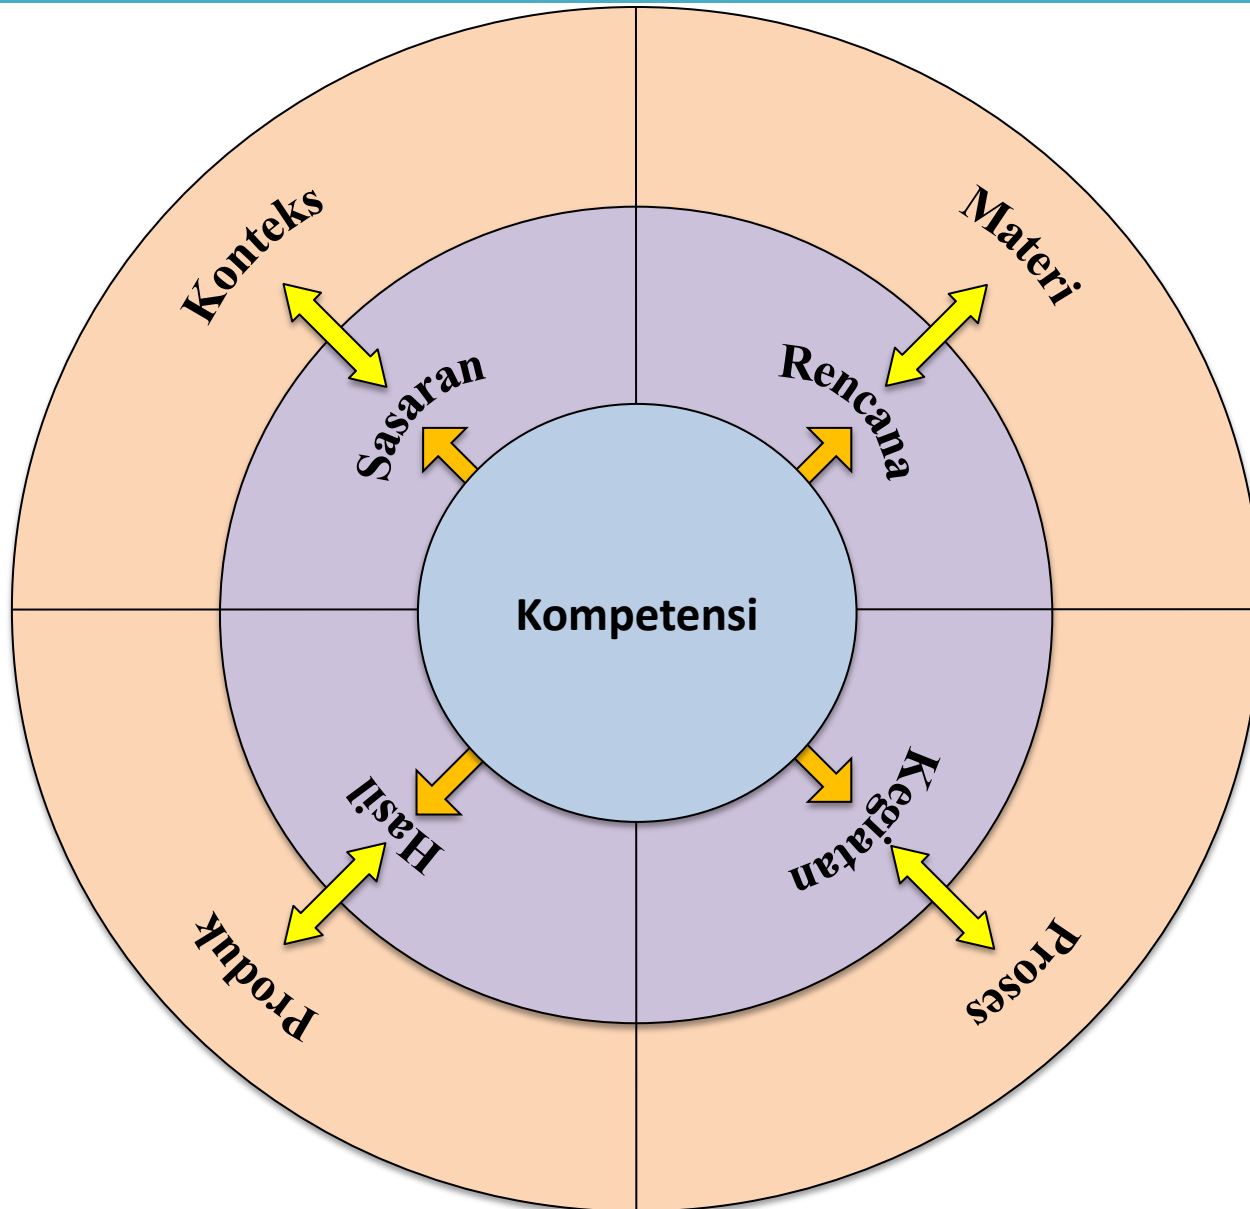 Konteks
Materi
Sasaran
Rencana
Kompetensi
Hasil
Kegiatan
Produk
Proses